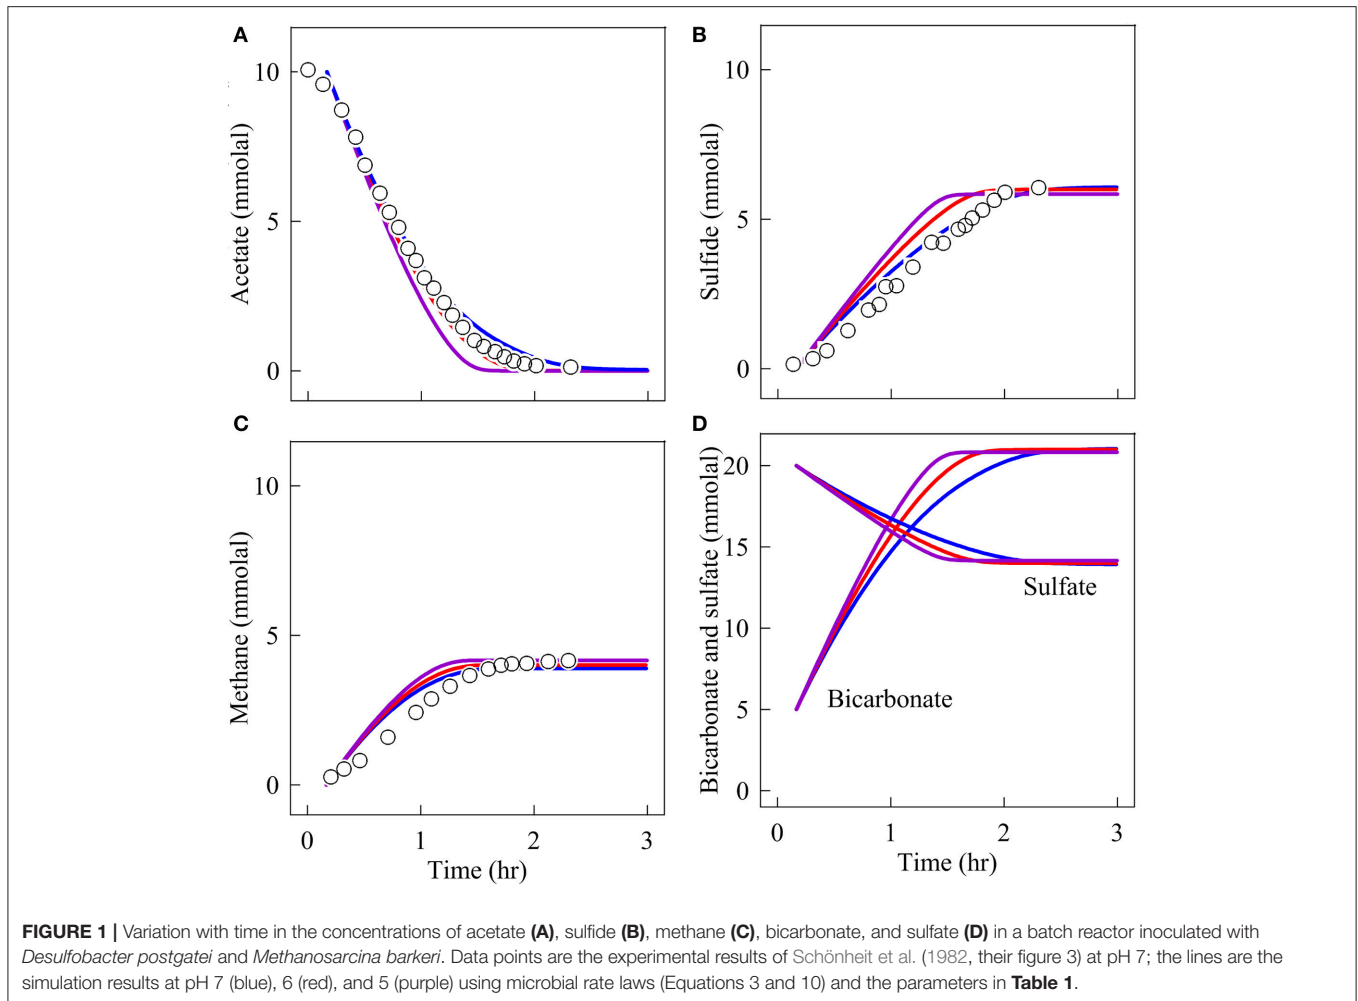 A
10
5
0
Acetate (mmolal)
B
10
5
0
Sulfide (mmolal)
C
10
5
0
Methane (mmolal)
0 1 2 3
Time (hr)
D
20
15
10
5
0
Bicarbonate and sulfate (mmolal)
Sulfate
Bicarbonate
0 1 2 3
Time (hr)
FIGURE 1 | Variation with time in the concentrations of acetate (A), sulfide (B), methane (C), bicarbonate, and sulfate (D) in a batch reactor inoculated with
Desulfobacter postgatei and Methanosarcina barkeri. Data points are the experimental results of Schönheit et al. (1982, their figure 3) at pH 7; the lines are the
simulation results at pH 7 (blue), 6 (red), and 5 (purple) using microbial rate laws (Equations 3 and 10) and the parameters in Table 1.